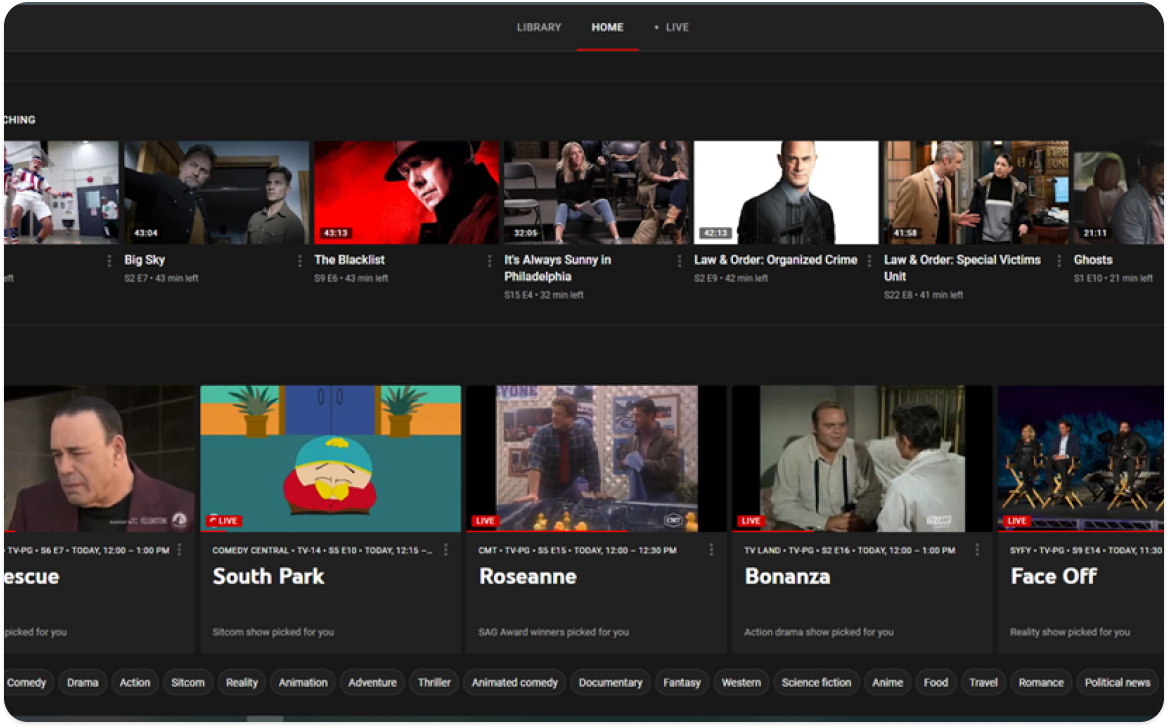 LIBRARY
HOME
• LIVE
CHING
43:04
43:13
32:05
42:13
41:58
21:11
eft
Big Sky
S2 E7 • 43 min left
The Blacklist
S9 E6 • 43 min left
It's Always Sunny in
Philadelphia
S15 E4 • 32 min left
Law & Order: Organized Crime
S2 E9 • 42 min left
Law & Order: Special Victims
Unit
S22 E8 • 41 min left
Ghosts
S1 E10 • 21 min left
YONE
LIVE
LIVE
CMT
LIVE
TV LAND
LIVE
• TV-PG • S6 E7 • TODAY, 12:00 – 1:00 PM
escue
picked for you
COMEDY CENTRAL • TV-14 • S5 E10 • TODAY, 12:15 –...
South Park
Sitcom show picked for you
CMT • TV-PG • S5 E15 • TODAY, 12:00 – 12:30 PM
Roseanne
SAG Award winners picked for you
TV LAND • TV-PG • S2 E16 • TODAY, 12:00 – 1:00 PM
Bonanza
Action drama show picked for you
SYFY • TV-PG • S9 E14 • TODAY, 11:30
Face Off
Reality show picked for you
Comedy
Drama
Action
Sitcom
Reality
Animation
Adventure
Thriller
Animated comedy
Documentary
Fantasy
Western
Science fiction
Anime
Food
Travel
Romance
Political news